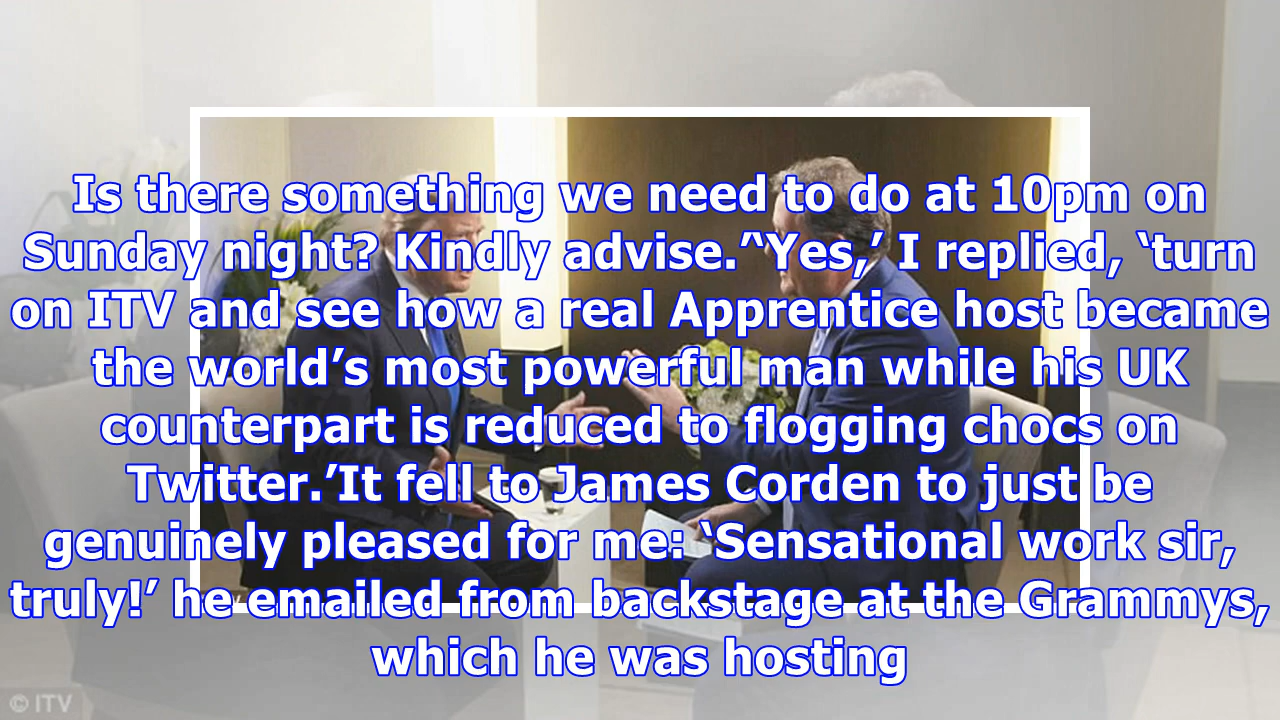 Is there something we need to do at 10pm on
Sunday night? Kindly advise.’‘Yes,’ I replied, ‘turn
on ITV and see how a real Apprentice host became
the world’s most powerful man while his UK
counterpart is reduced to flogging chocs on
Twitter.’It fell to James Corden to just be
genuinely pleased for me: ‘Sensational work sir,
truly!’ he emailed from backstage at the Grammys,
which he was hosting
© ITV